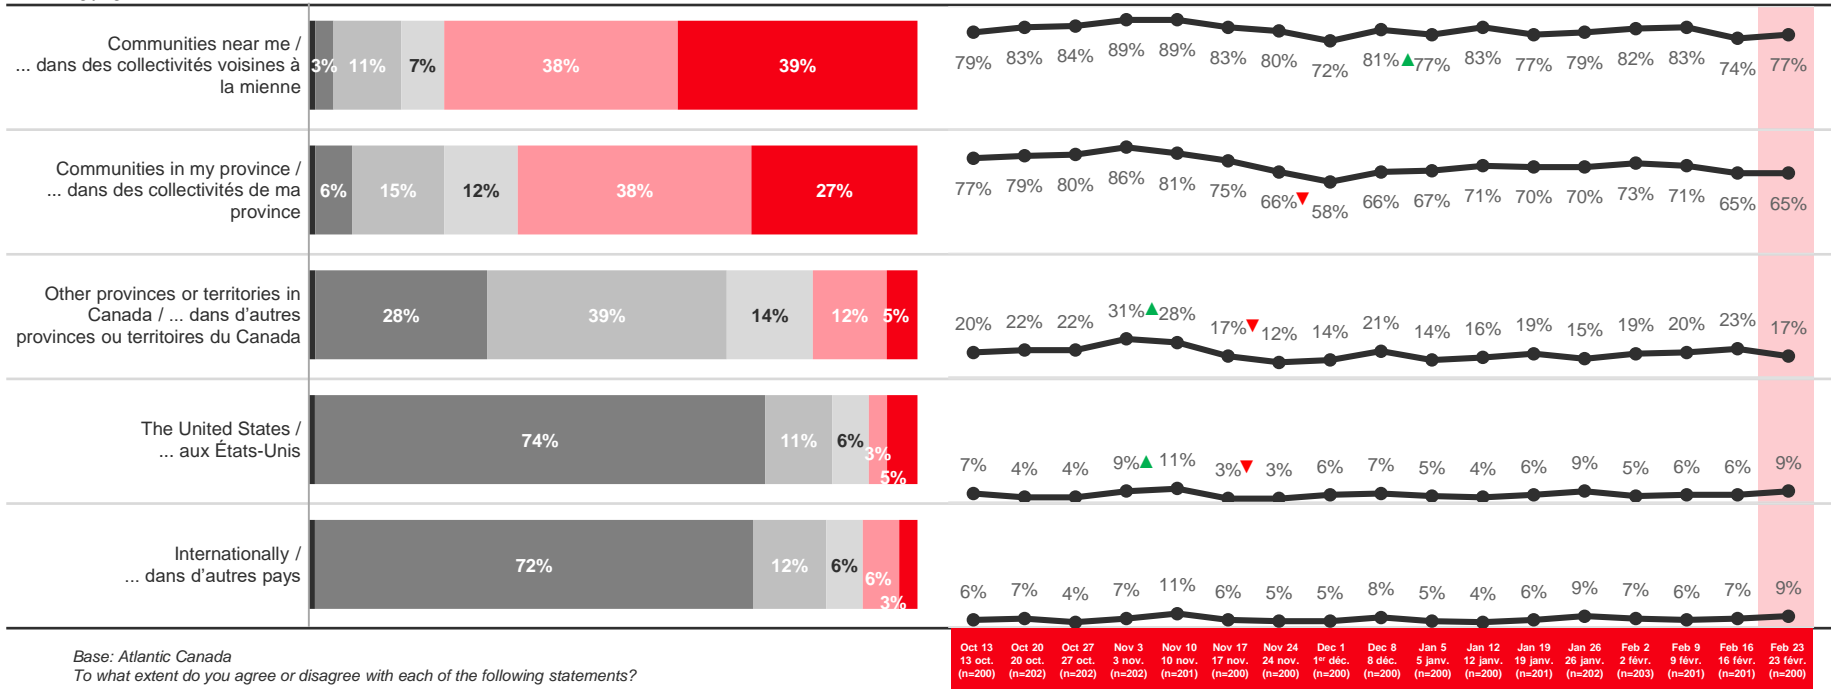 Communities near me /
... dans des collectivités voisines à
la mienne
3% 11% 7% 38% 39%
79% 83% 84% 89% 89% 83% 80% 72% 81% 77% 83% 77% 79% 82% 83% 74% 77%
Communities in my province /
... dans des collectivités de ma
province
6% 15% 12% 38% 27%
77% 79% 80% 86% 81% 75% 66% 58% 66% 67% 71% 70% 70% 73% 71% 65% 65%
Other provinces or territories in
Canada / ... dans d'autres
provinces ou territoires du Canada
28% 39% 14% 12% 5%
20% 22% 22% 31% 28% 17% 12% 14% 21% 14% 16% 19% 15% 19% 20% 23% 17%
The United States /
... aux États-Unis
74% 11% 6% 3% 5%
7% 4% 4% 9% 11% 3% 3% 6% 7% 5% 4% 6% 9% 5% 6% 6% 9%
Internationally /
... dans d'autres pays
72% 12% 6% 6% 3%
6% 7% 4% 7% 11% 6% 5% 5% 8% 5% 4% 6% 9% 7% 6% 7% 9%
Oct 13 Oct 20 Oct 27 Nov 3 Nov 10 Nov 17 Nov 24 Dec 1 Dec 8 Jan 5 Jan 12 Jan 19 Jan 26 Feb 2 Feb 9 Feb 16 Feb 23
13 oct. 20 oct. 27 oct. 3 nov. 10 nov. 17 nov. 24 nov. 1er déc. 8 déc. 5 janv. 12 janv. 19 janv. 26 janv. 2 févr. 9 févr. 16 févr. 23 févr.
(n=200) (n=202) (n=202) (n=202) (n=201) (n=200) (n=200) (n=200) (n=200) (n=200) (n=200) (n=201) (n=202) (n=203) (n=201) (n=201) (n=200)
Base: Atlantic Canada
To what extent do you agree or disagree with each of the following statements?